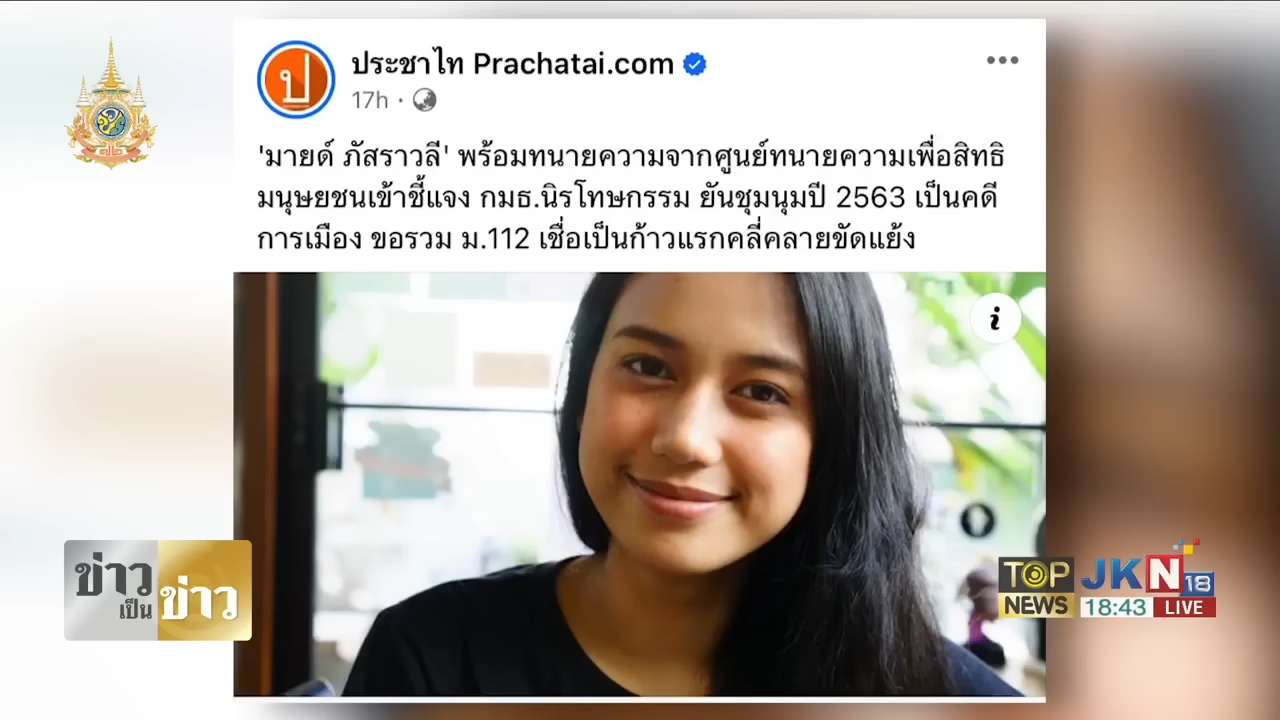 ป
ประชาไท Prachatai.com
17h
'มายด์ ภัสราวลี' พร้อมทนายความจากศูนย์ทนายความเพื่อสิทธิ
มนุษยชนเข้าชี้แจง กมธ.นิรโทษกรรม ยันชุมนุมปี 2563 เป็นคดี
การเมือง ขอรวม ม.112 เชื่อเป็นก้าวแรกคลี่คลายขัดแย้ง
i
ข่าว
เป็น
ข่าว
TOP
NEWS
JKN
18
18:43
LIVE